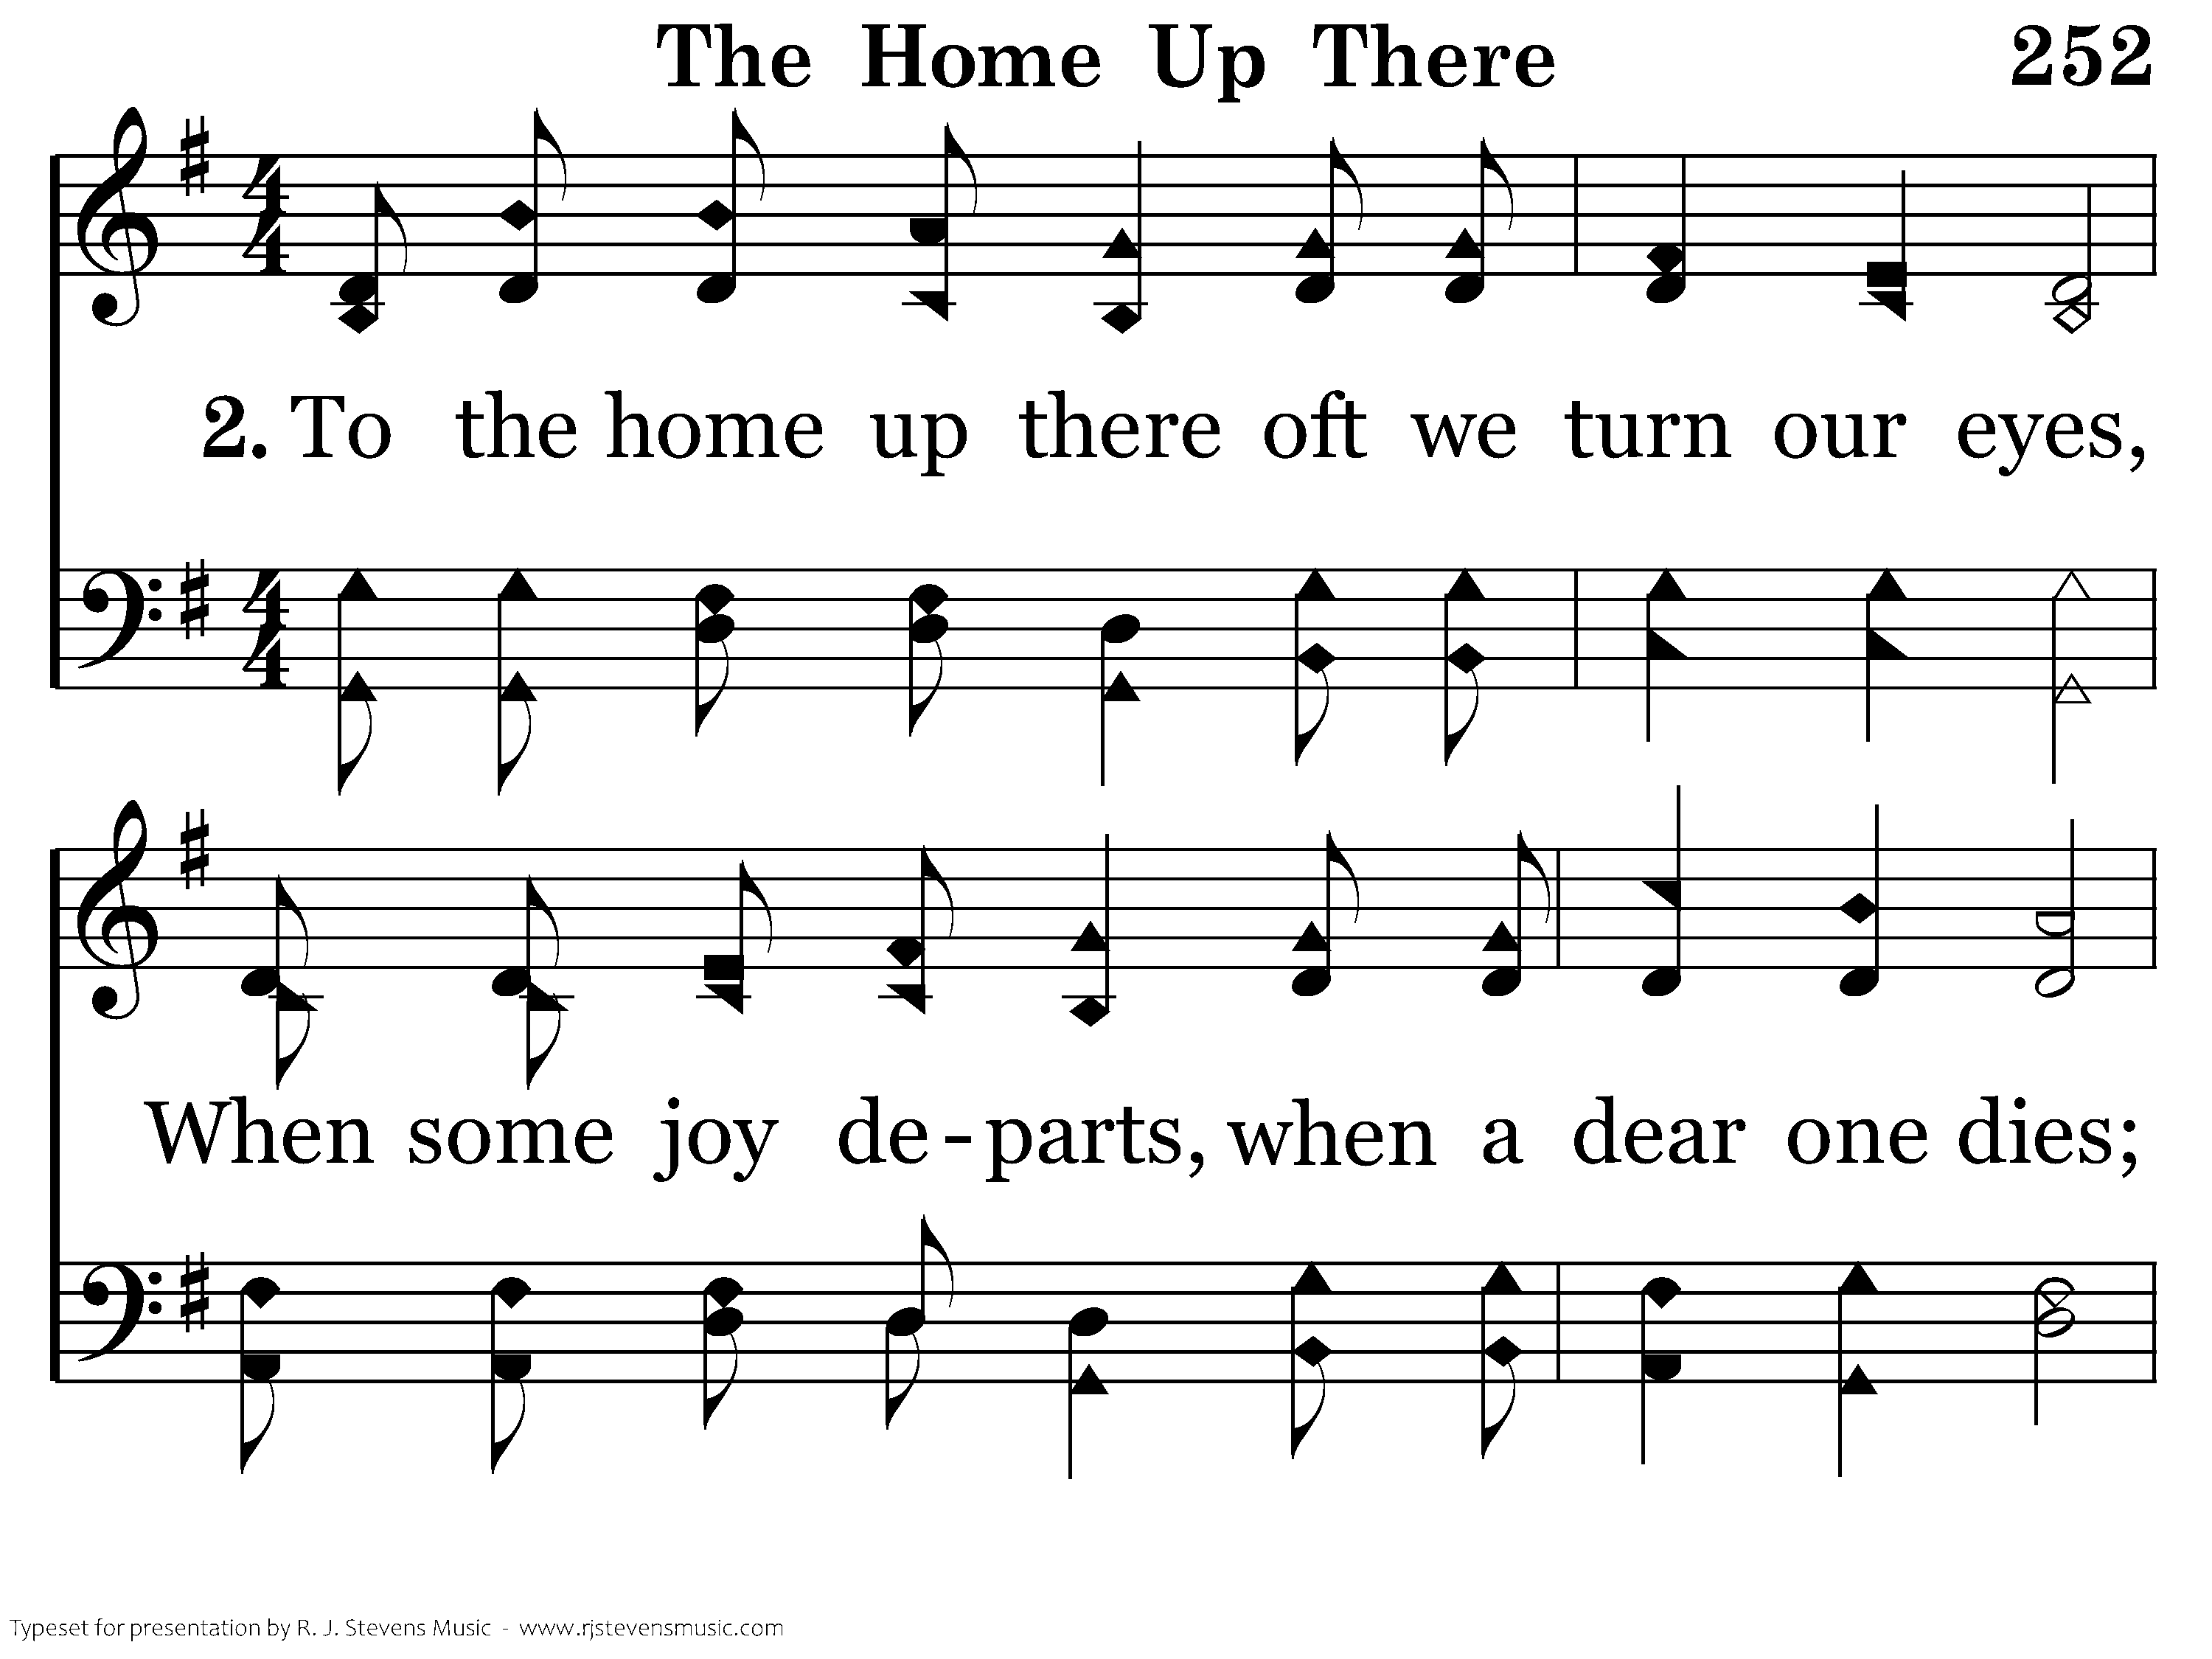 The Home Up There 252
2. To the home up there oft we turn our eyes,
When some joy de-parts, when a dear one dies;
Typeset for presentation by R. J. Stevens Music - www.rjstevensmusic.com